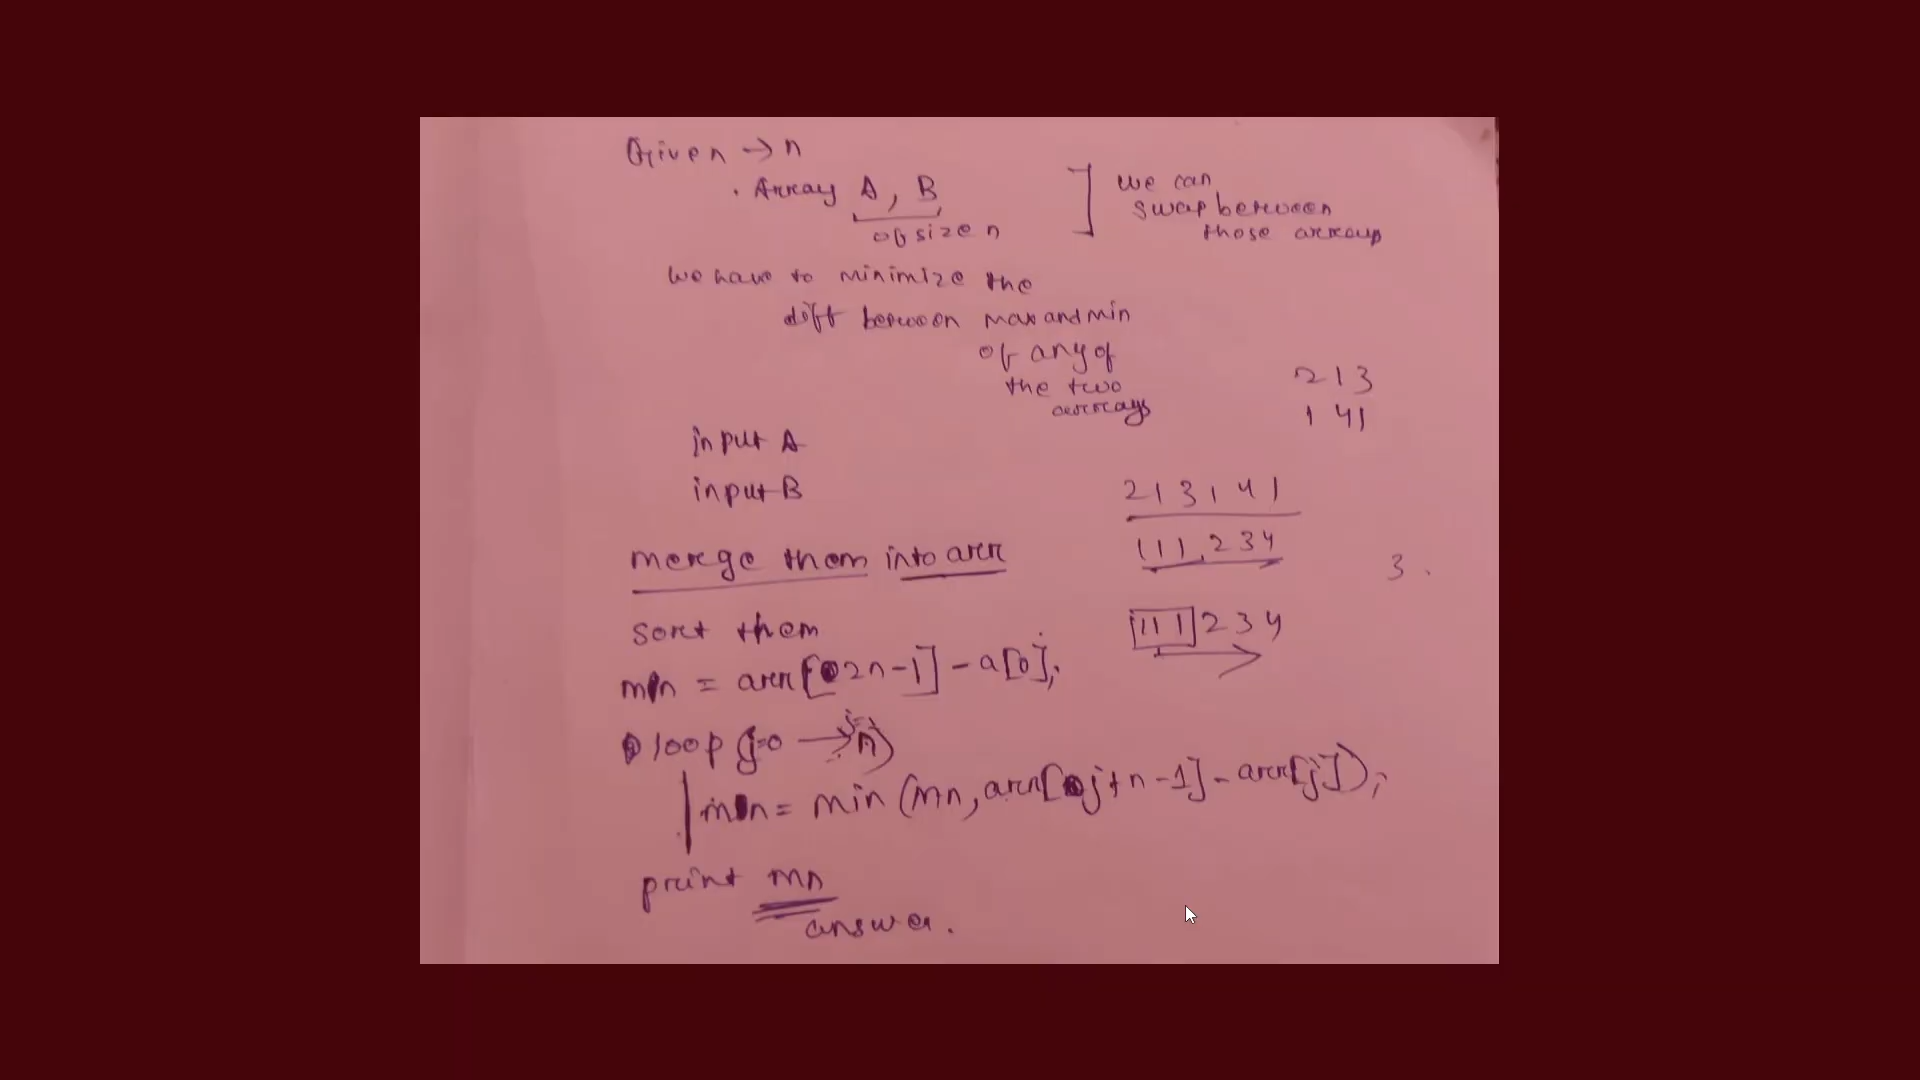 Given → n
. Array A, B
of size n
] we can
swap between
those arrays
we have to minimize the
diff between max and min
of any of
the two
arrays
2 1 3
1 4 1
input A
input B
2 1 3 1 4 1
merge them into arr
1 1 1, 2 3 4
3 .
sort them
1 1 1 2 3 4
mn = arr[2n-1] - a[0];
loop (j=0 → n)
mn = min (mn, arr[j+n-1] - arr[j]);
print mn
answer.